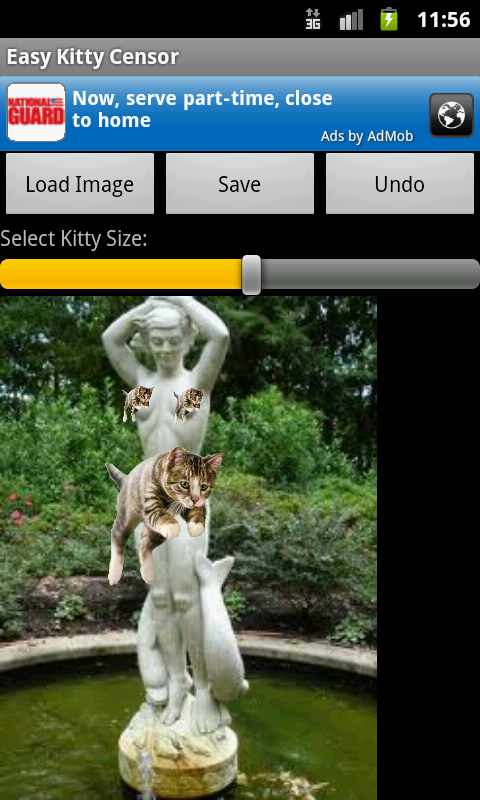 3G
11:56
Easy Kitty Censor
NATIONAL
GUARD
Now, serve part-time, close
to home
Ads by AdMob
Load Image
Save
Undo
Select Kitty Size: